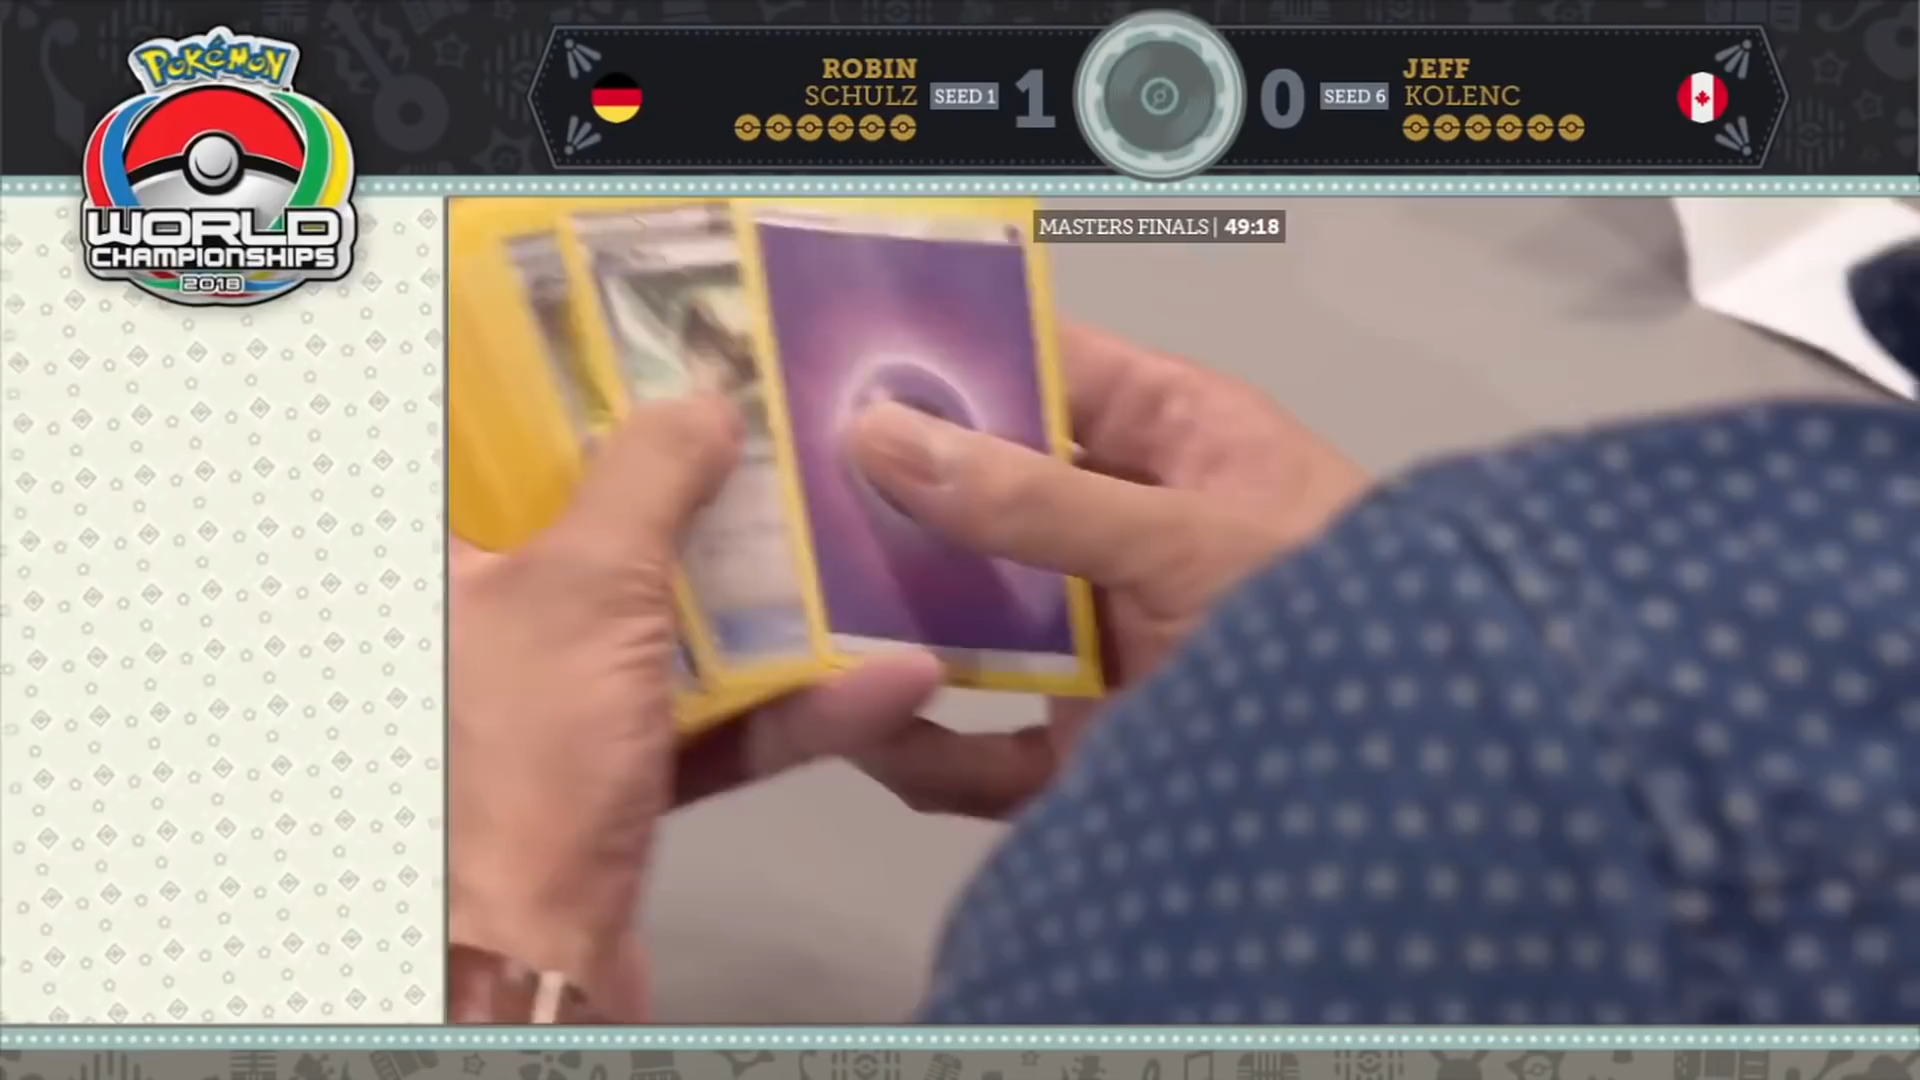 POKÉMON
WORLD
CHAMPIONSHIPS
2018
ROBIN
SCHULZ
SEED 1
1
0
SEED 6
JEFF
KOLENC
MASTERS FINALS | 49:18